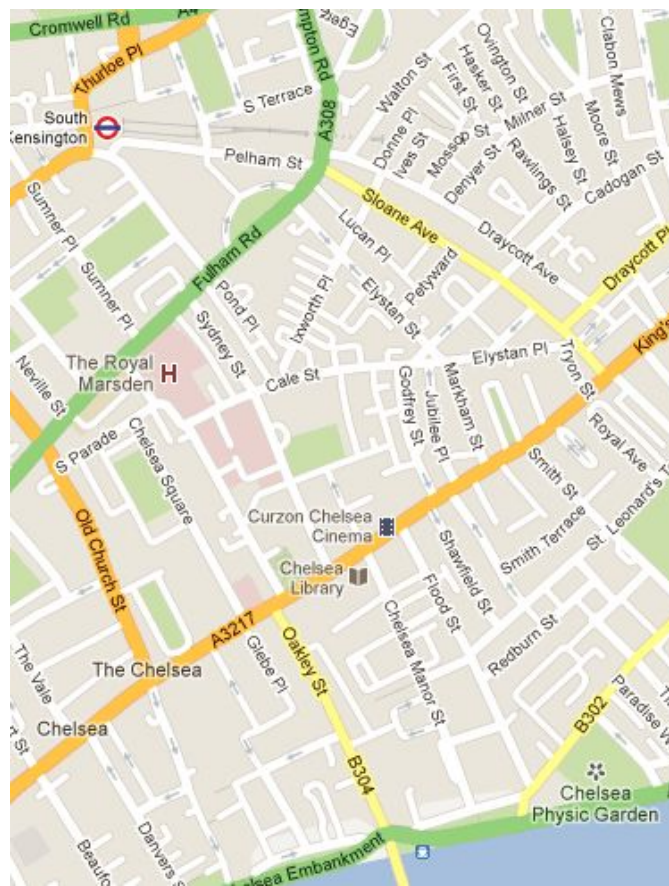 Cromwell Rd
A4
mpton Rd
Egert
Thurloe Pl
S Terrace
A308
Walton St
Ovington St
Hasker St
First St
Clabon Mews
South
Kensington
Pelham St
Donne Pl
Ives St
Mossop St
Denyer St
Milner St
Rawlings St
Halsey St
Moore St
Cadogan St
Sumner Pl
Sumner Pl
Fulham Rd
Sloane Ave
Lucan Pl
Petyward
Draycott Ave
Draycott Pl
Pond Pl
Ixworth Pl
Elystan St
Sydney St
The Royal
Marsden
H
Neville St
Cale St
Elystan Pl
King's
Tryon St
Godfrey St
Jubilee Pl
Markham St
S Parade
Chelsea Square
Royal Ave
Smith St
Old Church St
Curzon Chelsea
Cinema
Smith Terrace
St. Leonard's T
Chelsea
Library
Shawfield St
Flood St
Chelsea Manor St
Redburn St
A3217
Glebe Pl
Oakley St
The Vale
The Chelsea
Chelsea
B302
Paradise W
B304
Chelsea
Physic Garden
Danvers S
Beaufo
elsea Embankment